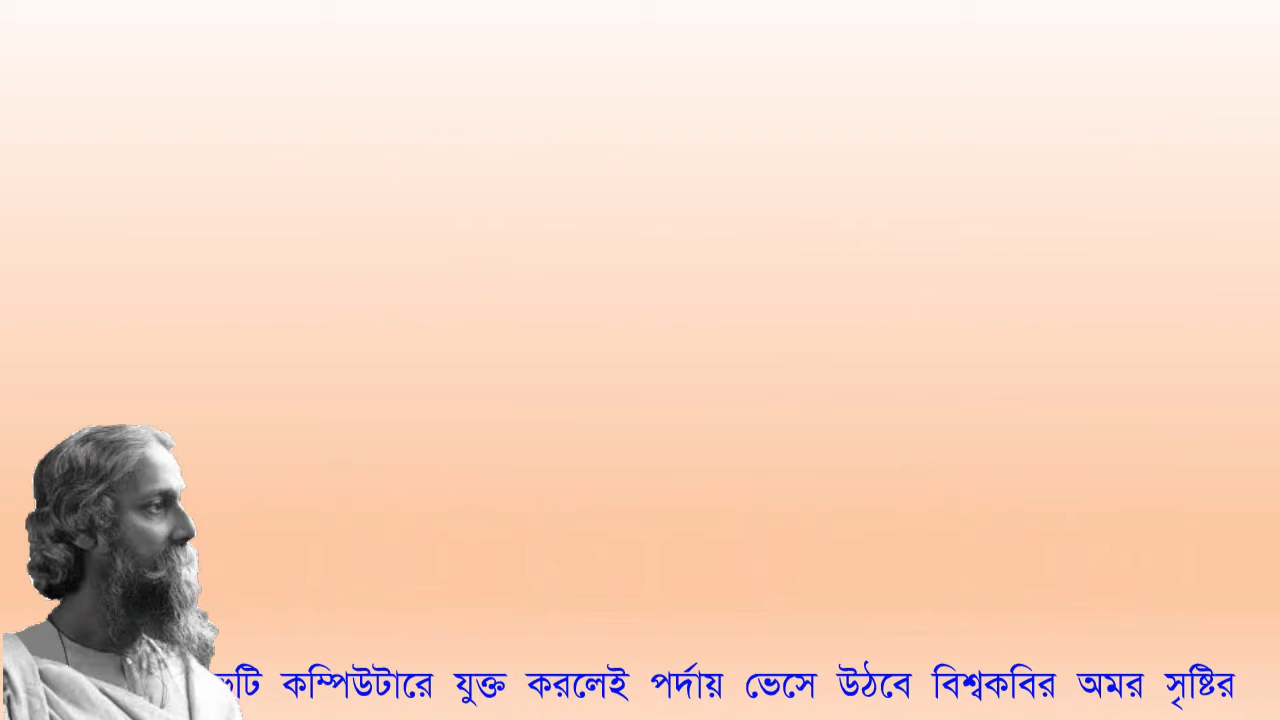 কম্পিউটারে যুক্ত করলেই পর্দায় ভেসে উঠবে বিশ্বকবির অমর সৃষ্টির